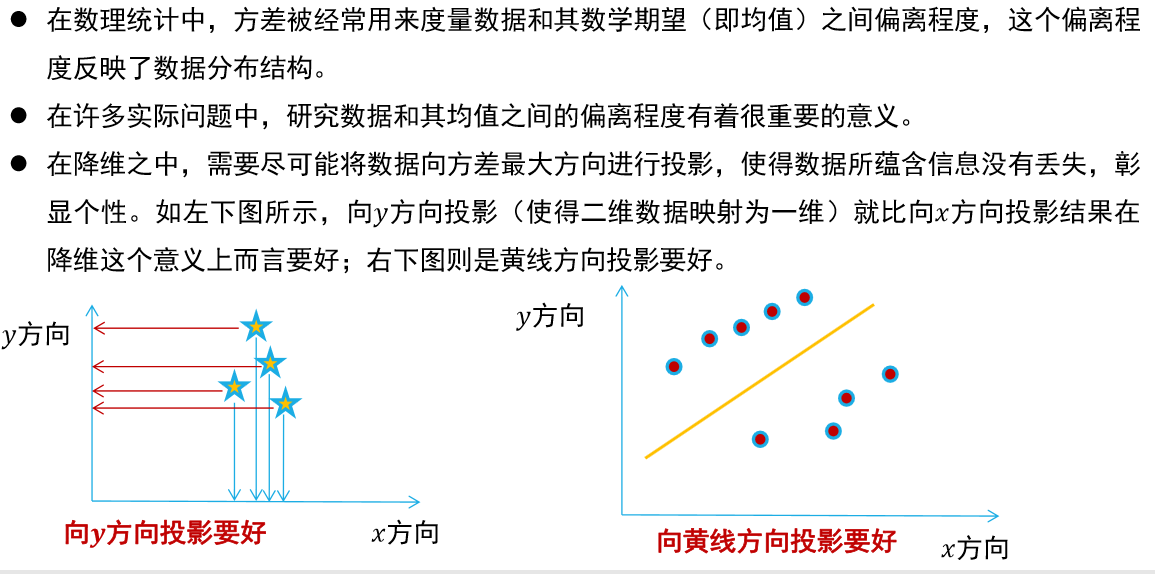 ● 在数理统计中，方差被经常用来度量数据和其数学期望（即均值）之间偏离程度，这个偏离程
度反映了数据分布结构。
● 在许多实际问题中，研究数据和其均值之间的偏离程度有着很重要的意义。
● 在降维之中，需要尽可能将数据向方差最大方向进行投影，使得数据所蕴含信息没有丢失，彰
显个性。如左下图所示，向y方向投影（使得二维数据映射为一维）就比向x方向投影结果在
降维这个意义上而言要好；右下图则是黄线方向投影要好。
y方向
x方向
向y方向投影要好
y方向
x方向
向黄线方向投影要好